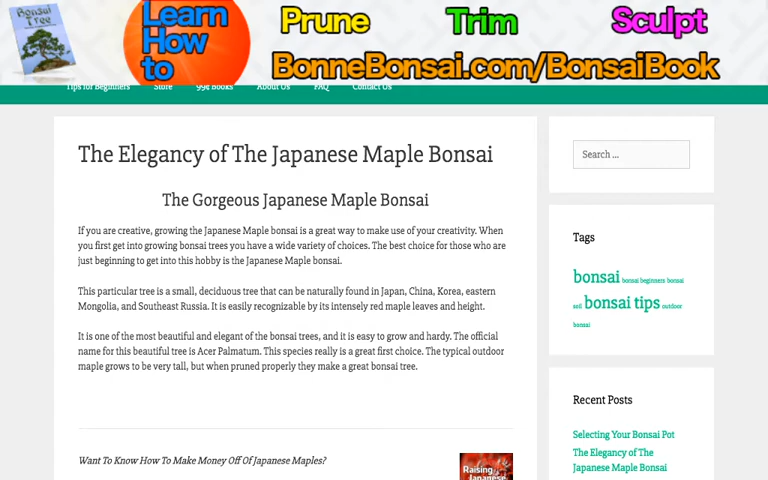 Bonsai
Tree
Learn
How
to
Prune Trim Sculpt
BonneBonsai.com/BonsaiBook
Tips for Beginners Store 99¢ Books About Us FAQ Contact Us
The Elegancy of The Japanese Maple Bonsai
The Gorgeous Japanese Maple Bonsai
If you are creative, growing the Japanese Maple bonsai is a great way to make use of your creativity. When
you first get into growing bonsai trees you have a wide variety of choices. The best choice for those who are
just beginning to get into this hobby is the Japanese Maple bonsai.
This particular tree is a small, deciduous tree that can be naturally found in Japan, China, Korea, eastern
Mongolia, and Southeast Russia. It is easily recognizable by its intensely red maple leaves and height.
It is one of the most beautiful and elegant of the bonsai trees, and it is easy to grow and hardy. The official
name for this beautiful tree is Acer Palmatum. This species really is a great first choice. The typical outdoor
maple grows to be very tall, but when pruned properly they make a great bonsai tree.
Want To Know How To Make Money Off Of Japanese Maples?
Raising
Japanese
Search ...
Tags
bonsai bonsai beginners bonsai
soil bonsai tips outdoor
bonsai
Recent Posts
Selecting Your Bonsai Pot
The Elegancy of The
Japanese Maple Bonsai